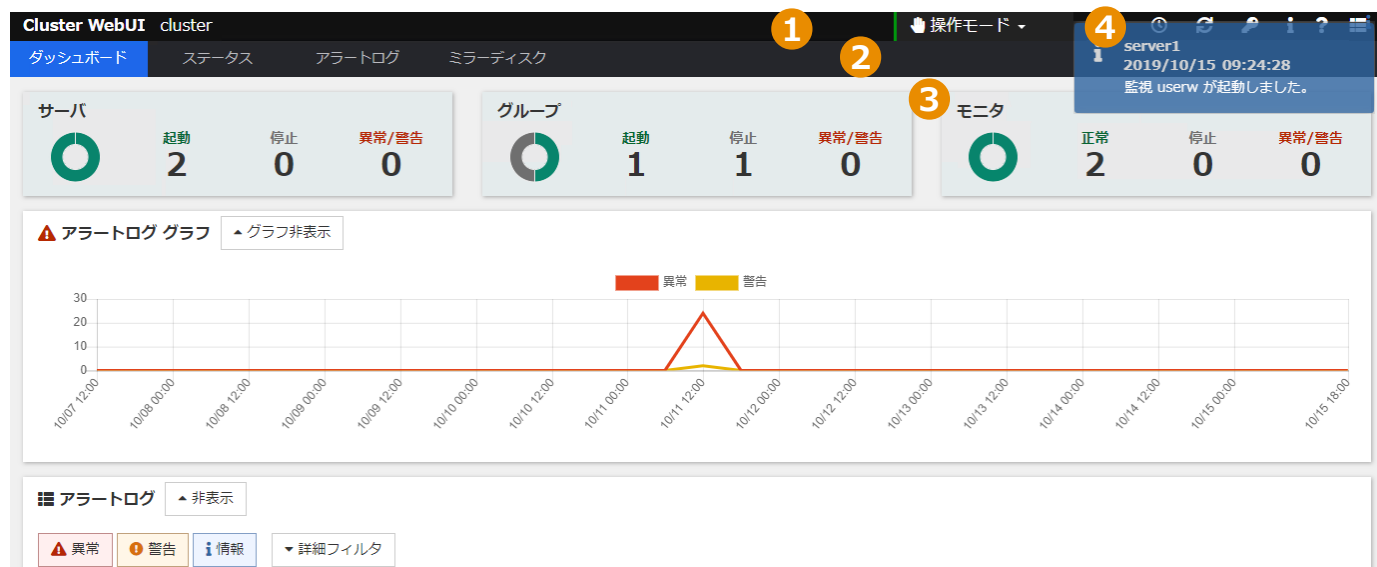 Cluster WebUI cluster 1 操作モード 4
ダッシュボード ステータス アラートログ ミラーディスク 2
server1
2019/10/15 09:24:28
監視 userw が起動しました。
サーバ
起動 停止 異常/警告
2 0 0
グループ
起動 停止 異常/警告
1 1 0
3
モニタ
正常 停止 異常/警告
2 0 0
アラートログ グラフ グラフ非表示
異常 警告
30
20
10
0
10/07 12:00 10/08 00:00 10/08 12:00 10/09 00:00 10/09 12:00 10/10 00:00 10/10 12:00 10/11 00:00 10/11 12:00 10/12 00:00 10/12 12:00 10/13 00:00 10/13 12:00 10/14 00:00 10/14 12:00 10/15 00:00 10/15 18:00
アラートログ 非表示
異常 警告 情報 詳細フィルタ